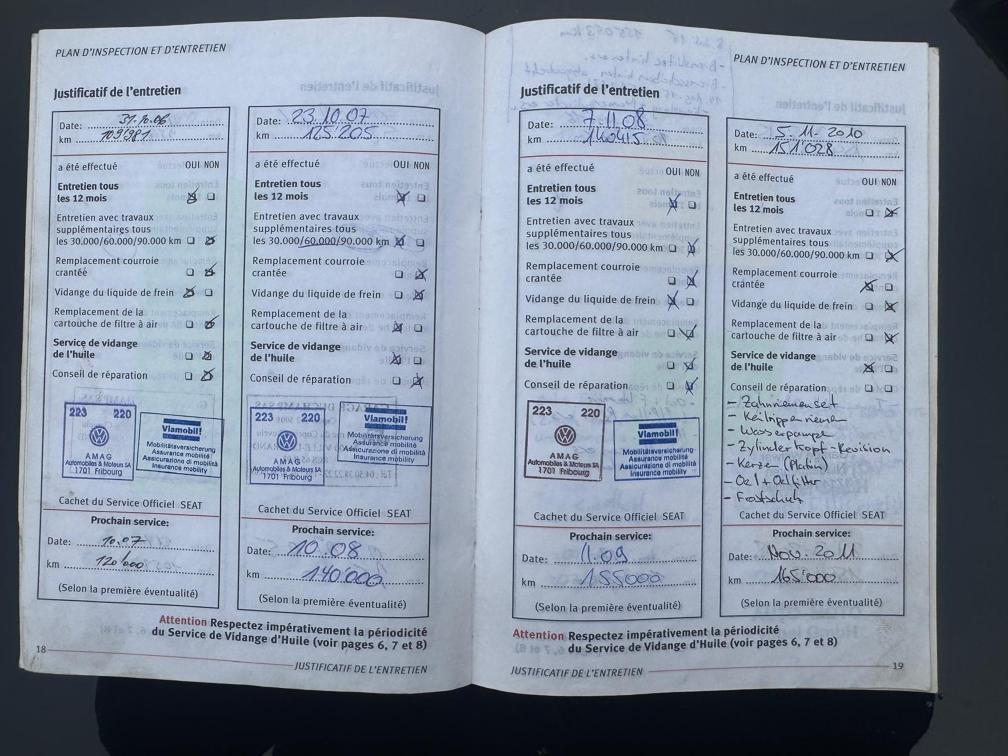 PLAN D'INSPECTION ET D'ENTRETIEN
Justificatif de l'entretien
Date: 31.10.06
km 109'981
a été effectué OUI NON
Entretien tous
les 12 mois
Entretien avec travaux
supplémentaires tous
les 30.000/60.000/90.000 km
Remplacement courroie
crantée
Vidange du liquide de frein
Remplacement de la
cartouche de filtre à air
Service de vidange
de l'huile
Conseil de réparation
223 220
AMAG
Automobiles & Moteurs SA
1701 Fribourg
Vlamobil!
Mobilitätsversicherung
Assurance mobilité
Assicurazione di mobilità
Insurance mobility
Cachet du Service Officiel SEAT
Prochain service:
Date: 10.07
km 120'000
(Selon la première éventualité)
Date: 23.10.07
km 125.205
a été effectué OUI NON
Entretien tous
les 12 mois
Entretien avec travaux
supplémentaires tous
les 30.000/60.000/90.000 km
Remplacement courroie
crantée
Vidange du liquide de frein
Remplacement de la
cartouche de filtre à air
Service de vidange
de l'huile
Conseil de réparation
223 220
AMAG
Automobiles & Moteurs SA
1701 Fribourg
Vlamobil!
Mobilitätsversicherung
Assurance mobilité
Assicurazione di mobilità
Insurance mobility
Cachet du Service Officiel SEAT
Prochain service:
Date: 10.08
km 140'000
(Selon la première éventualité)
Attention Respectez impérativement la périodicité
du Service de Vidange d'Huile (voir pages 6, 7 et 8)
18
JUSTIFICATIF DE L'ENTRETIEN
PLAN D'INSPECTION ET D'ENTRETIEN
Justificatif de l'entretien
Date: 7.11.08
km 140415
a été effectué OUI NON
Entretien tous
les 12 mois
Entretien avec travaux
supplémentaires tous
les 30.000/60.000/90.000 km
Remplacement courroie
crantée
Vidange du liquide de frein
Remplacement de la
cartouche de filtre à air
Service de vidange
de l'huile
Conseil de réparation
223 220
AMAG
Automobiles & Moteurs SA
1701 Fribourg
Vlamobil!
Mobilitätsversicherung
Assurance mobilité
Assicurazione di mobilità
Insurance mobility
Cachet du Service Officiel SEAT
Prochain service:
Date: 11.09
km 155000
(Selon la première éventualité)
Date: 5. 11. 2010
km 151'028
a été effectué OUI NON
Entretien tous
les 12 mois
Entretien avec travaux
supplémentaires tous
les 30.000/60.000/90.000 km
Remplacement courroie
crantée
Vidange du liquide de frein
Remplacement de la
cartouche de filtre à air
Service de vidange
de l'huile
Conseil de réparation
- Zahnriemenset
- Keilrippenriemen
- Wasserpumpe
- Zylinderkopf-Revision
- Kerzen (Platin)
- Oel + Oelfilter
- Frostschutz
Cachet du Service Officiel SEAT
Prochain service:
Date: Nov. 2011
km 165'000
(Selon la première éventualité)
Attention Respectez impérativement la périodicité
du Service de Vidange d'Huile (voir pages 6, 7 et 8)
JUSTIFICATIF DE L'ENTRETIEN
19